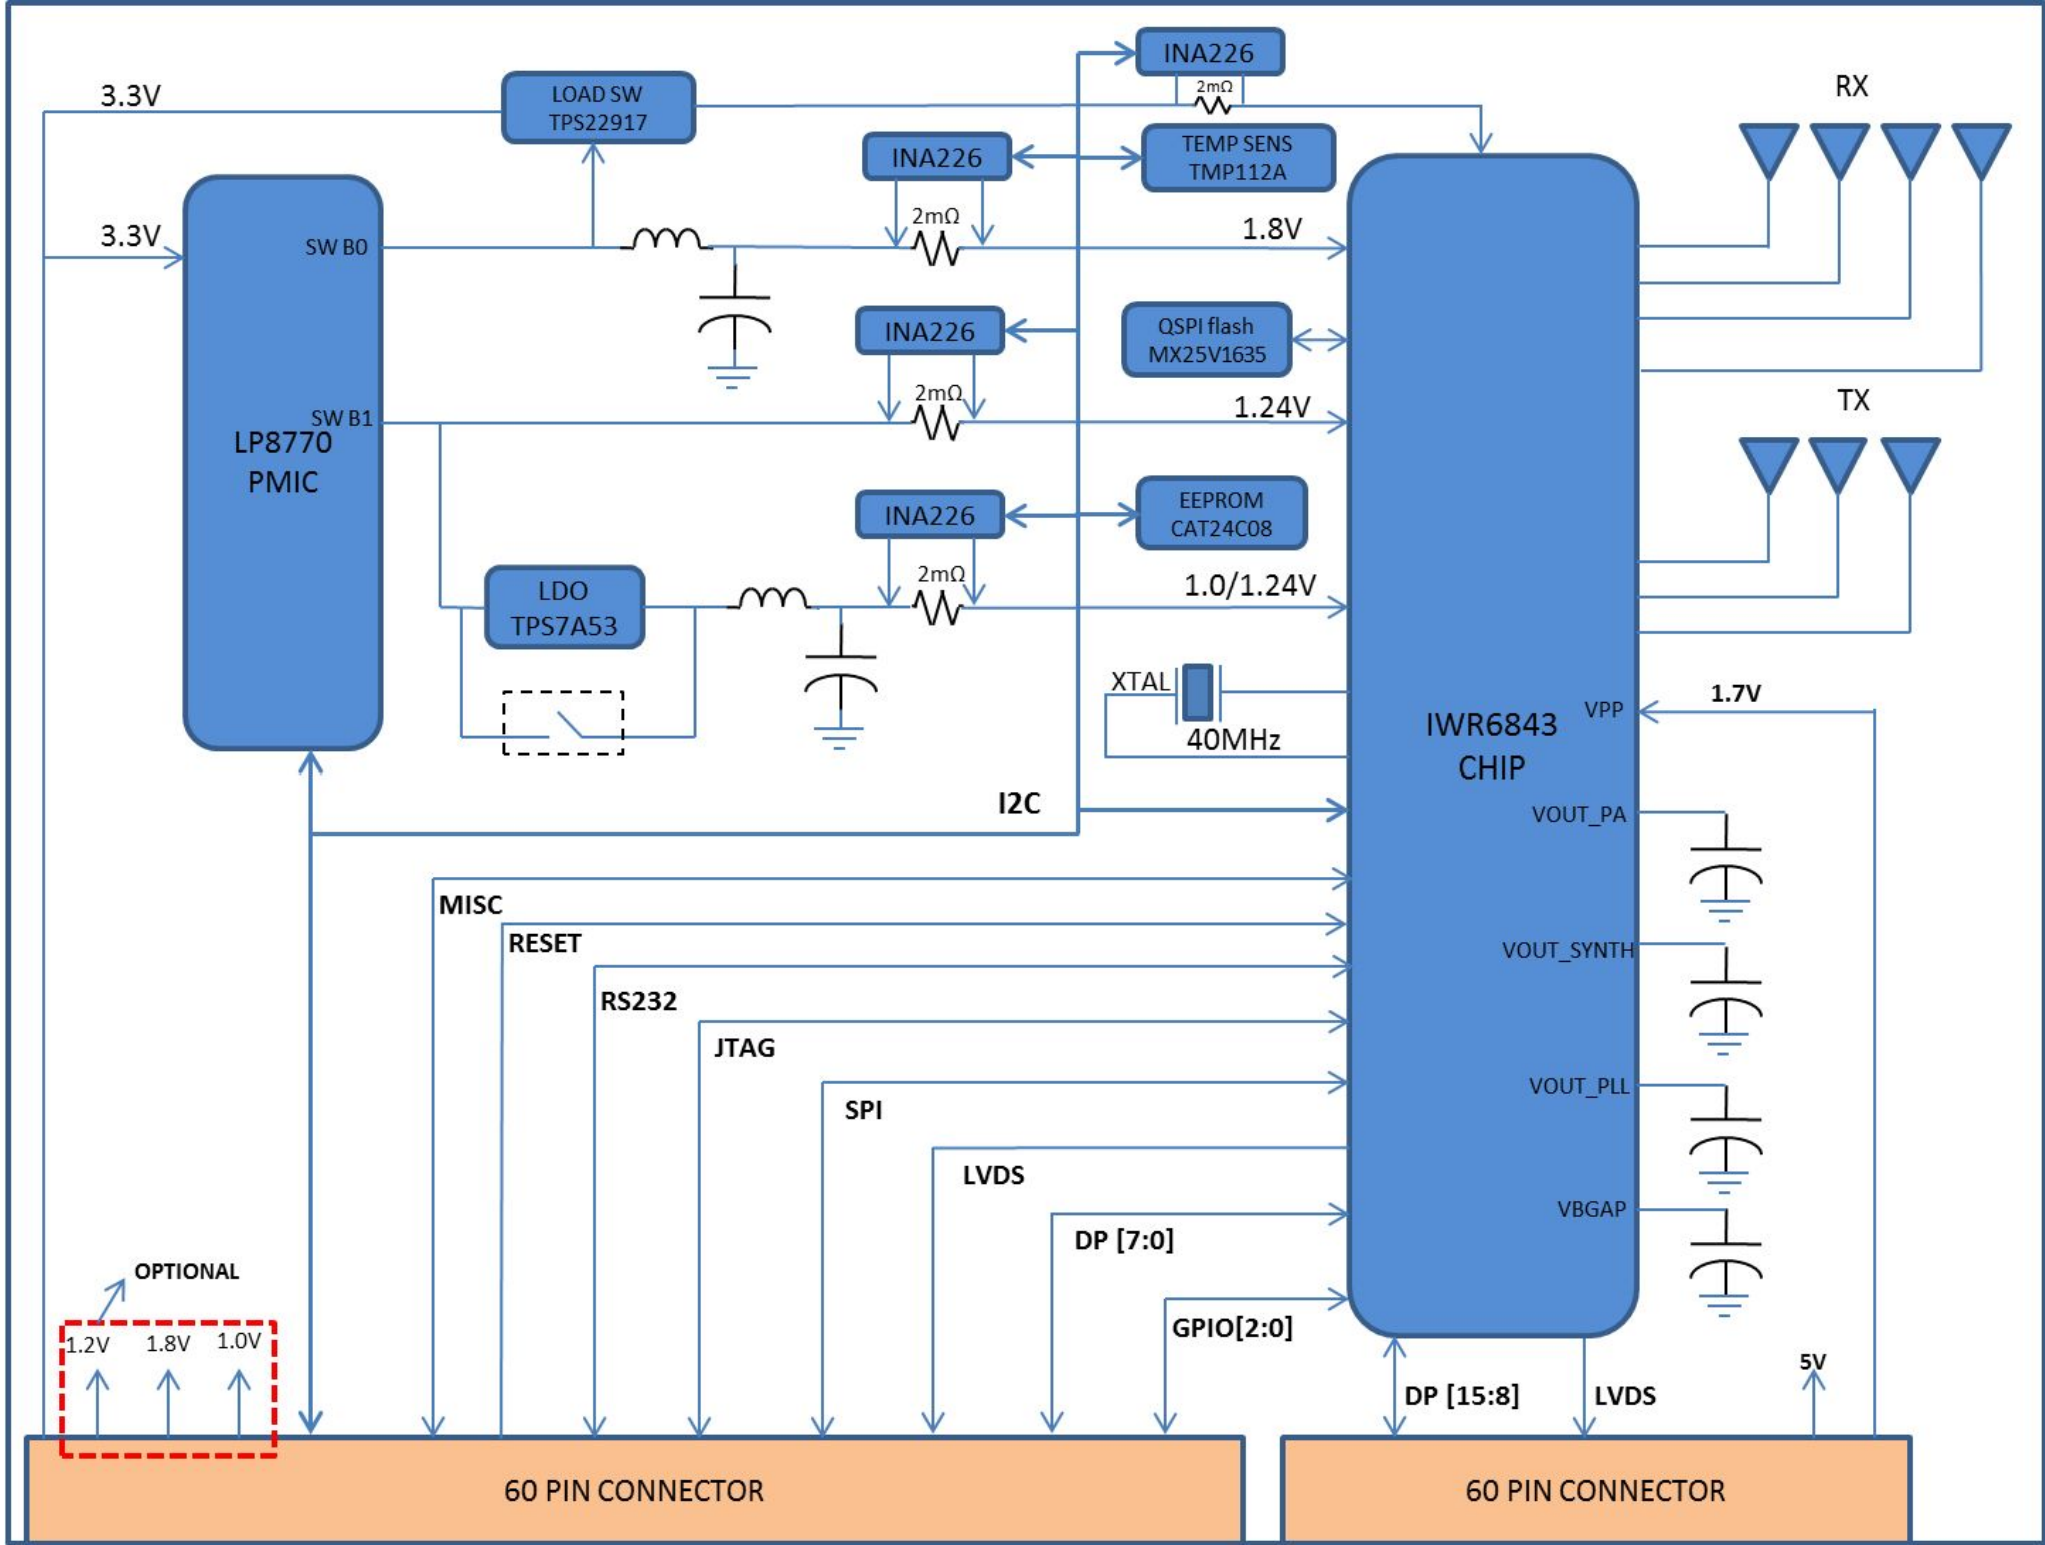 INA226
2mΩ
3.3V
LOAD SW
TPS22917
RX
INA226
TEMP SENS
TMP112A
3.3V
SW B0
2mΩ
1.8V
INA226
QSPI flash
MX25V1635
2mΩ
1.24V
TX
SW B1
LP8770
PMIC
INA226
EEPROM
CAT24C08
LDO
TPS7A53
2mΩ
1.0/1.24V
XTAL
40MHz
IWR6843
CHIP
VPP
1.7V
I2C
VOUT_PA
MISC
RESET
VOUT_SYNTH
RS232
JTAG
VOUT_PLL
SPI
LVDS
VBGAP
DP [7:0]
OPTIONAL
GPIO[2:0]
1.2V
1.8V
1.0V
5V
DP [15:8]
LVDS
60 PIN CONNECTOR
60 PIN CONNECTOR